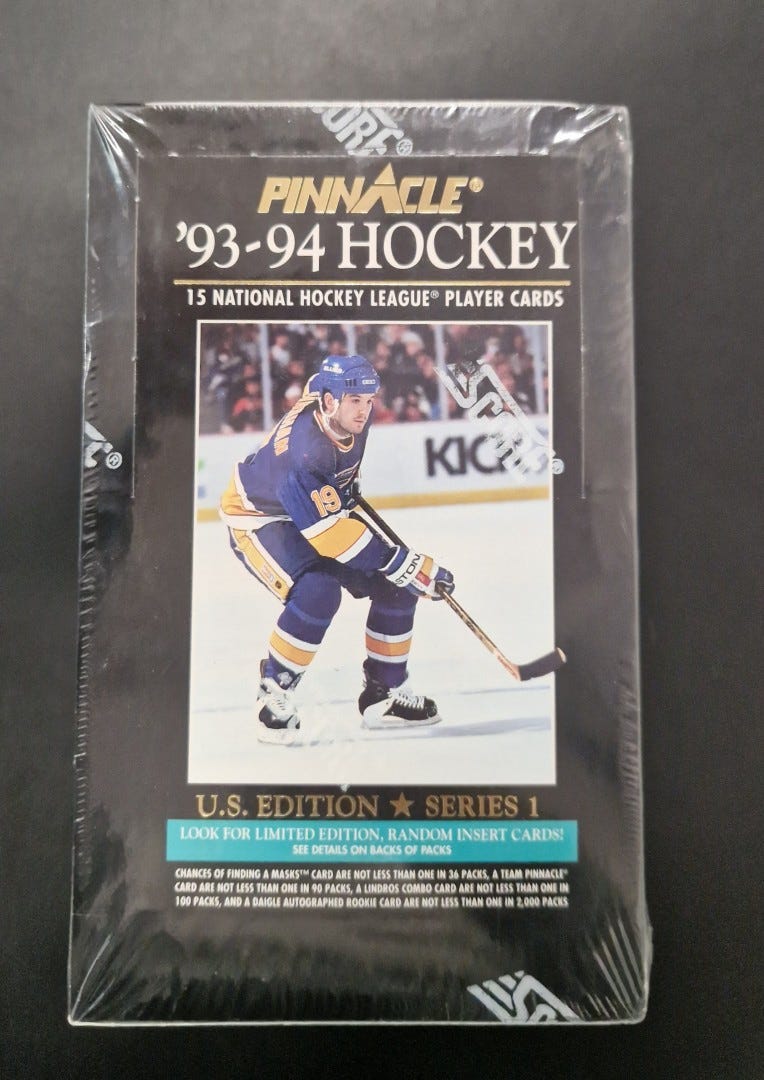 SCORE®
PINNACLE®
'93-94 HOCKEY
15 NATIONAL HOCKEY LEAGUE® PLAYER CARDS
SCORE®
KICK
19
®
STON
U.S. EDITION ★ SERIES 1
LOOK FOR LIMITED EDITION, RANDOM INSERT CARDS!
SEE DETAILS ON BACKS OF PACKS
CHANCES OF FINDING A MASKS™ CARD ARE NOT LESS THAN ONE IN 36 PACKS, A TEAM PINNACLE®
CARD ARE NOT LESS THAN ONE IN 90 PACKS, A LINDROS COMBO CARD ARE NOT LESS THAN ONE IN
100 PACKS, AND A DAIGLE AUTOGRAPHED ROOKIE CARD ARE NOT LESS THAN ONE IN 2,000 PACKS